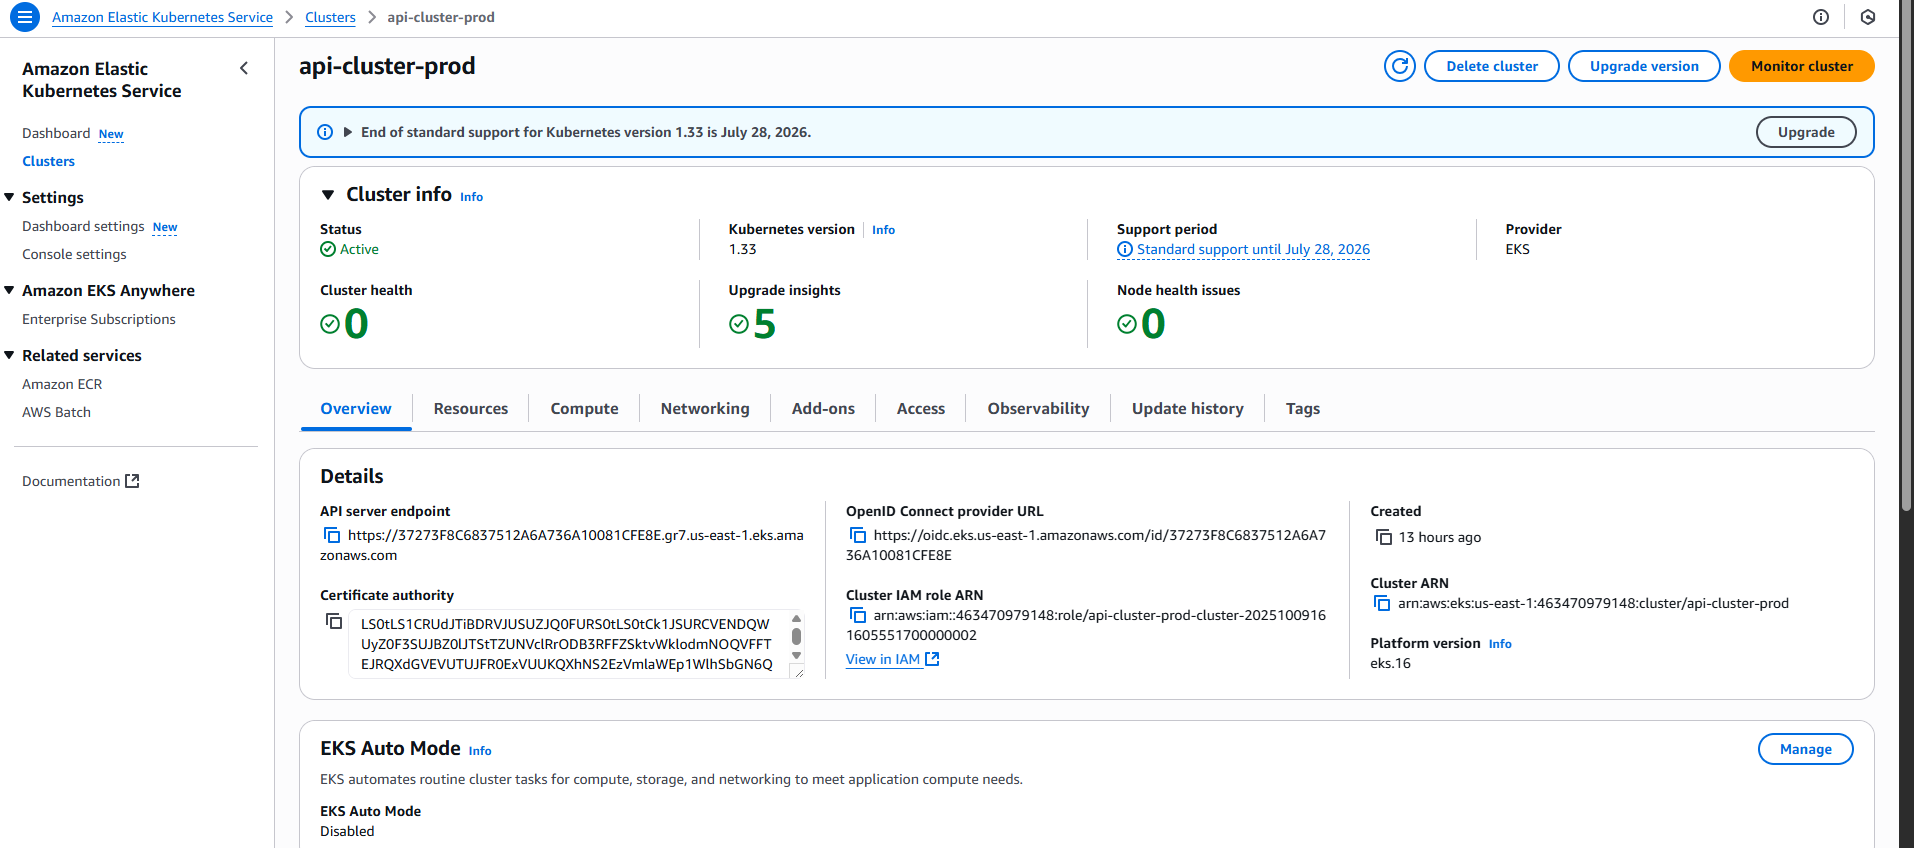 Amazon Elastic Kubernetes Service > Clusters > api-cluster-prod
Amazon Elastic
Kubernetes Service
Dashboard New
Clusters
Settings
Dashboard settings New
Console settings
Amazon EKS Anywhere
Enterprise Subscriptions
Related services
Amazon ECR
AWS Batch
Documentation
api-cluster-prod
Delete cluster
Upgrade version
Monitor cluster
End of standard support for Kubernetes version 1.33 is July 28, 2026.
Upgrade
Cluster info Info
Status
Active
Kubernetes version Info
1.33
Support period
Standard support until July 28, 2026
Provider
EKS
Cluster health
0
Upgrade insights
5
Node health issues
0
Overview
Resources
Compute
Networking
Add-ons
Access
Observability
Update history
Tags
Details
API server endpoint
https://37273F8C6837512A6A736A10081CFE8E.gr7.us-east-1.eks.ama
zonaws.com
Certificate authority
LS0tLS1CRUdJTiBDRVJUSUZJQ0FURS0tLS0tCk1JSURCVENDQW
UyZ0F3SUJBZ0lJTStTZUNVclRrODB3RFFZSktvWklodmNOQVFFT
EJRQXdGVEVUTUJFR0ExVUUKQXhNS2EzVmlaWEp1WlhSbGN6Q
OpenID Connect provider URL
https://oidc.eks.us-east-1.amazonaws.com/id/37273F8C6837512A6A7
36A10081CFE8E
Cluster IAM role ARN
arn:aws:iam::463470979148:role/api-cluster-prod-cluster-2025100916
1605551700000002
View in IAM
Created
13 hours ago
Cluster ARN
arn:aws:eks:us-east-1:463470979148:cluster/api-cluster-prod
Platform version Info
eks.16
EKS Auto Mode Info
Manage
EKS automates routine cluster tasks for compute, storage, and networking to meet application compute needs.
EKS Auto Mode
Disabled